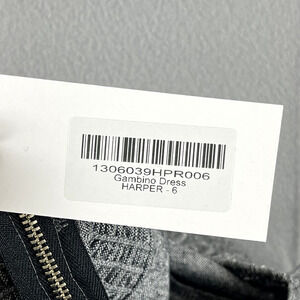 1306039HPR006
Gambino Dress
HARPER - 6